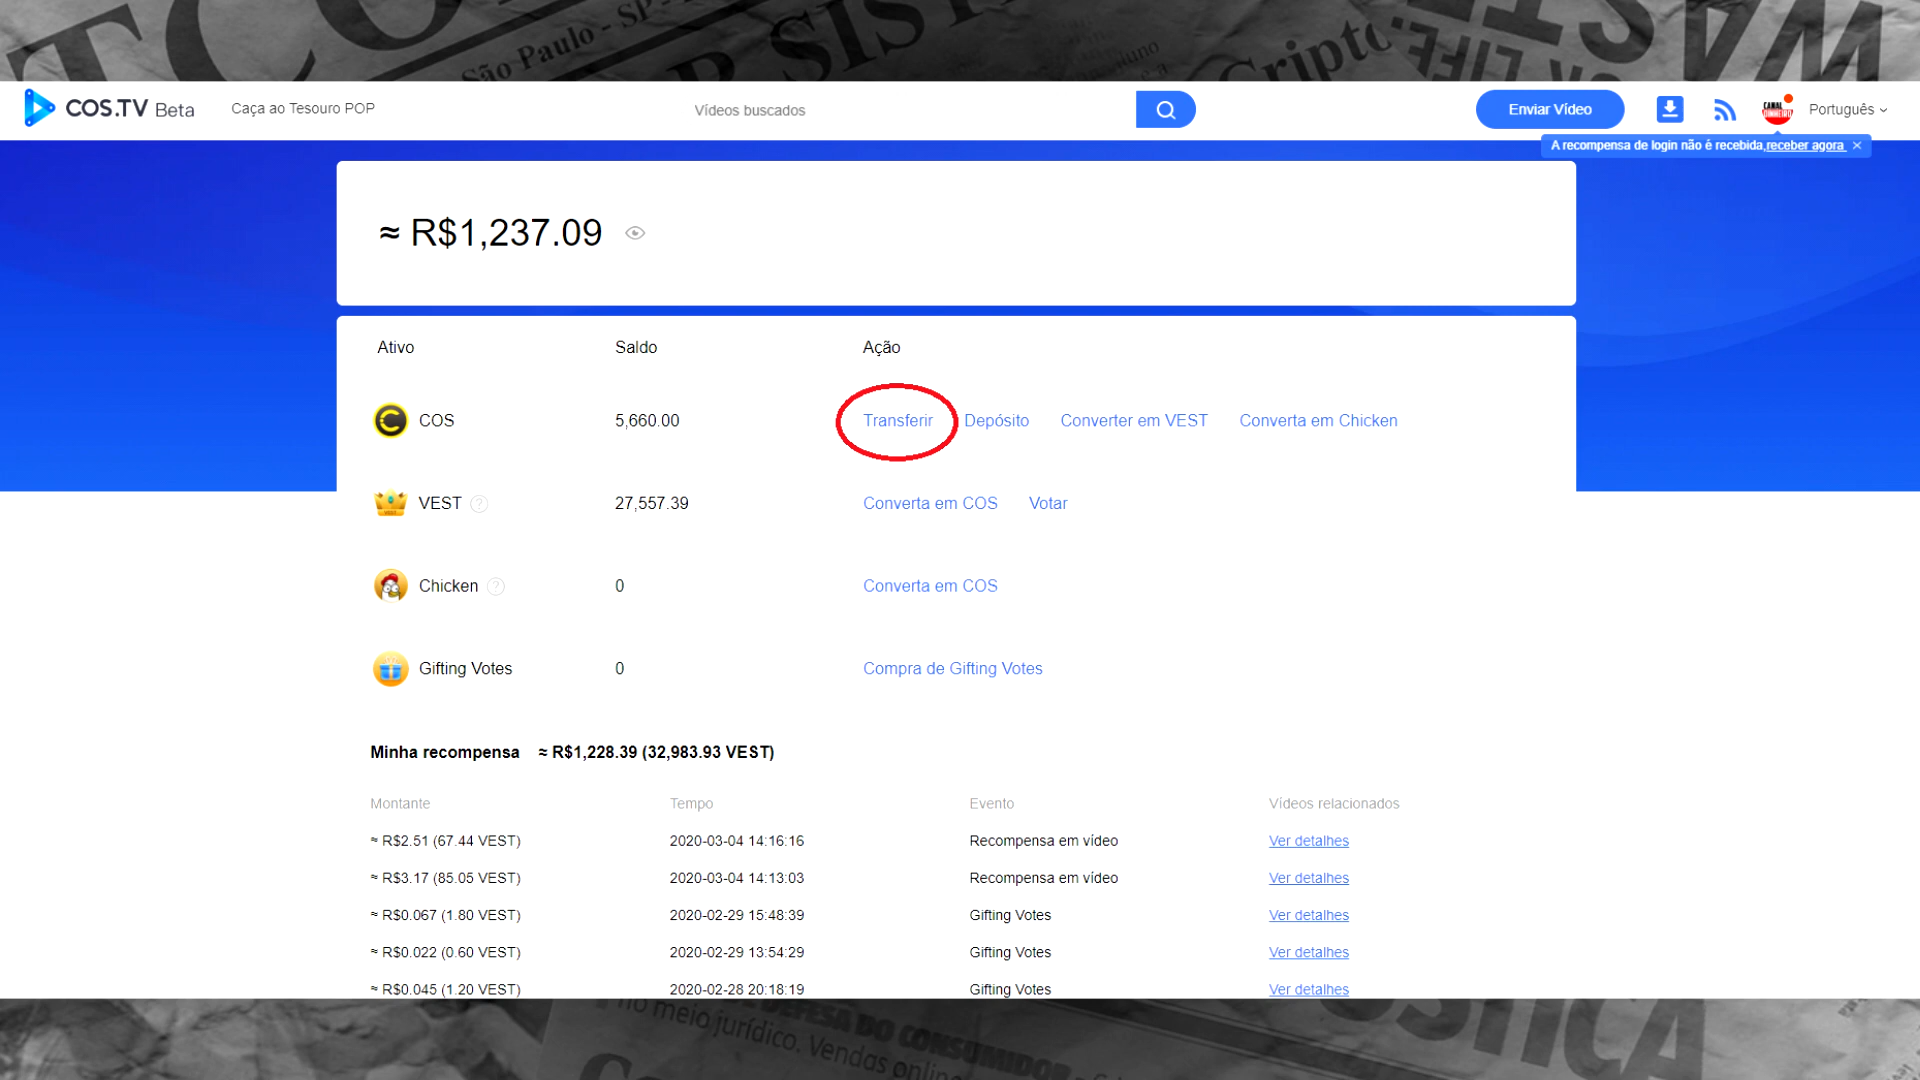 São Paulo - SP -
Cripto
COS.TV Beta
Caça ao Tesouro POP
Vídeos buscados
Enviar Vídeo
Português
A recompensa de login não é recebida,receber agora ×
≈ R$1,237.09
Ativo Saldo Ação
COS 5,660.00 Transferir Depósito Converter em VEST Converta em Chicken
VEST ? 27,557.39 Converta em COS Votar
Chicken ? 0 Converta em COS
Gifting Votes 0 Compra de Gifting Votes
Minha recompensa ≈ R$1,228.39 (32,983.93 VEST)
Montante Tempo Evento Vídeos relacionados
≈ R$2.51 (67.44 VEST) 2020-03-04 14:16:16 Recompensa em vídeo Ver detalhes
≈ R$3.17 (85.05 VEST) 2020-03-04 14:13:03 Recompensa em vídeo Ver detalhes
≈ R$0.067 (1.80 VEST) 2020-02-29 15:48:39 Gifting Votes Ver detalhes
≈ R$0.022 (0.60 VEST) 2020-02-29 13:54:29 Gifting Votes Ver detalhes
≈ R$0.045 (1.20 VEST) 2020-02-28 20:18:19 Gifting Votes Ver detalhes
DEFESA DO CONSUMIDOR
no meio jurídico. Vendas online